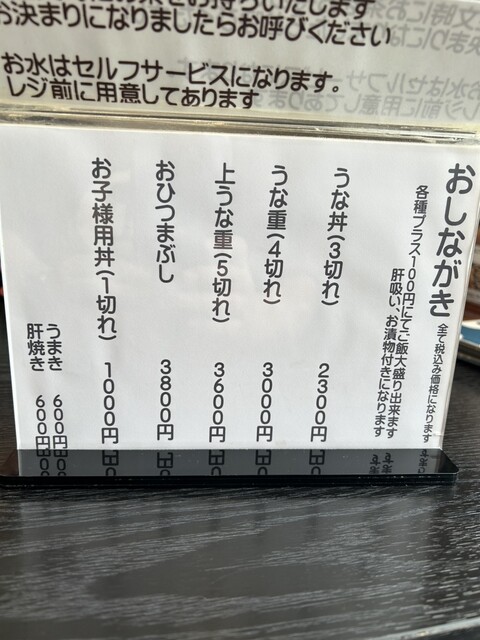 お決まりになりましたらお呼びください
お水はセルフサービスになります。
レジ前に用意してあります
おしながき 全て税込み価格になります
各種プラス100円にてご飯大盛り出来ます
肝吸い、お漬物付きになります
うな丼(3切れ) 2300円
うな重(4切れ) 3000円
上うな重(5切れ) 3600円
おひつまぶし 3800円
お子様用丼(1切れ) 1000円
うまき 600円
肝焼き 600円